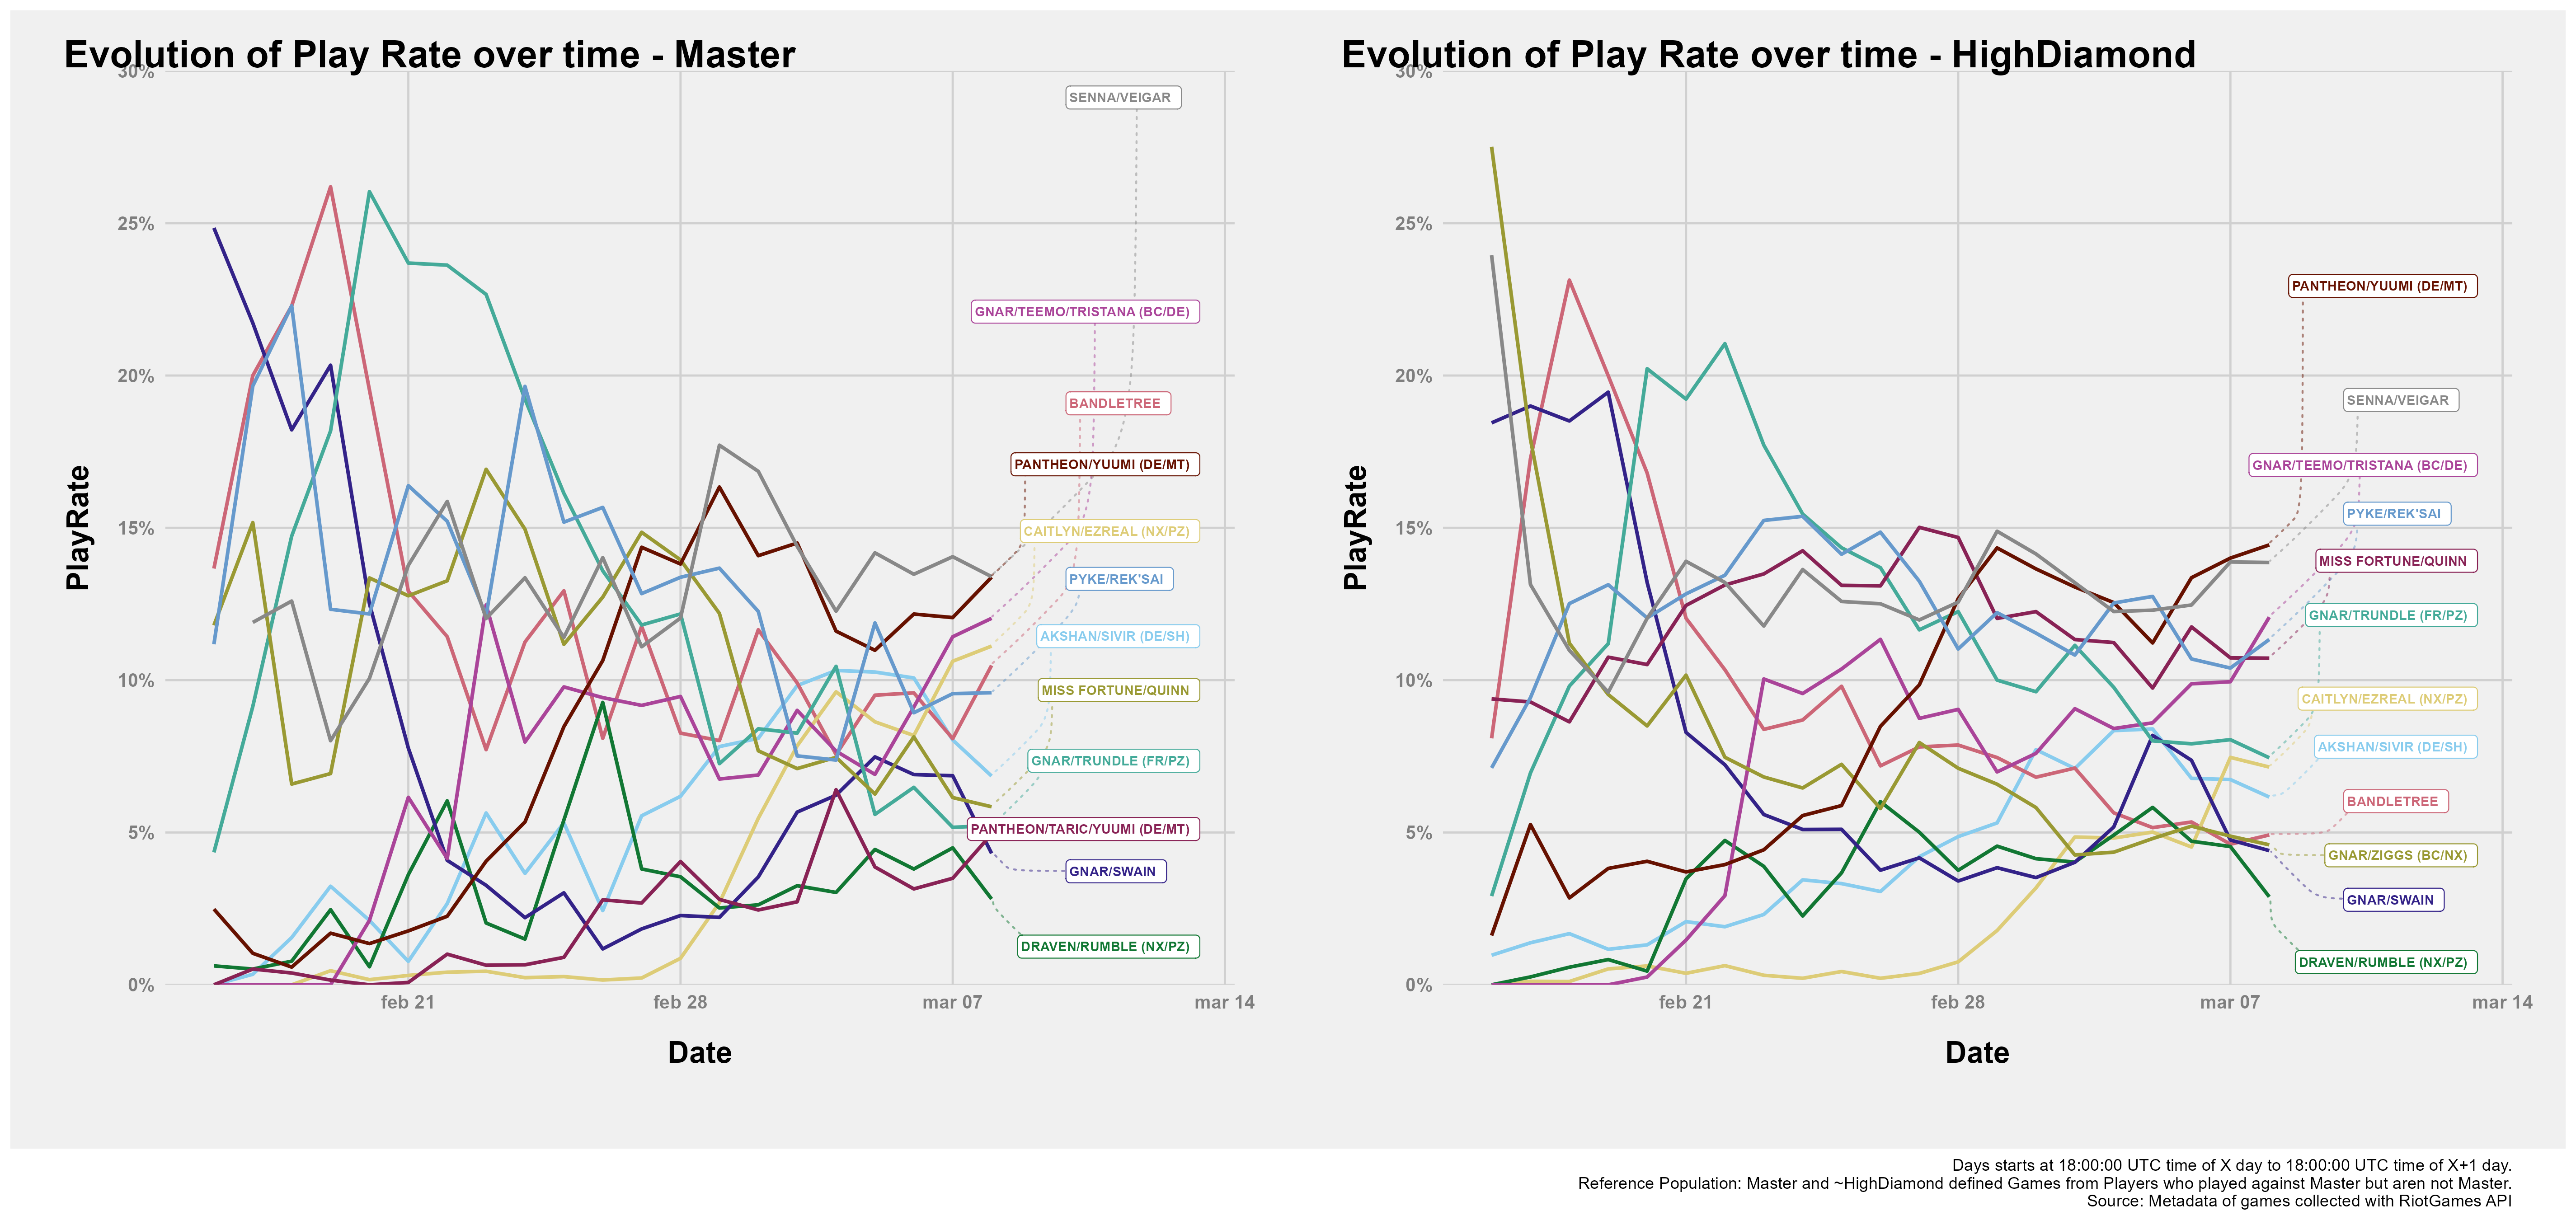 Evolution of Play Rate over time - Master
30%
25%
20%
15%
10%
5%
0%
PlayRate
SENNA/VEIGAR
GNAR/TEEMO/TRISTANA (BC/DE)
BANDLETREE
PANTHEON/YUUMI (DE/MT)
CAITLYN/EZREAL (NX/PZ)
PYKE/REK'SAI
AKSHAN/SIVIR (DE/SH)
MISS FORTUNE/QUINN
GNAR/TRUNDLE (FR/PZ)
PANTHEON/TARIC/YUUMI (DE/MT)
GNAR/SWAIN
DRAVEN/RUMBLE (NX/PZ)
feb 21
feb 28
mar 07
mar 14
Date
Evolution of Play Rate over time - HighDiamond
30%
25%
20%
15%
10%
5%
0%
PlayRate
PANTHEON/YUUMI (DE/MT)
SENNA/VEIGAR
GNAR/TEEMO/TRISTANA (BC/DE)
PYKE/REK'SAI
MISS FORTUNE/QUINN
GNAR/TRUNDLE (FR/PZ)
CAITLYN/EZREAL (NX/PZ)
AKSHAN/SIVIR (DE/SH)
BANDLETREE
GNAR/ZIGGS (BC/NX)
GNAR/SWAIN
DRAVEN/RUMBLE (NX/PZ)
feb 21
feb 28
mar 07
mar 14
Date
Days starts at 18:00:00 UTC time of X day to 18:00:00 UTC time of X+1 day.
Reference Population: Master and ~HighDiamond defined Games from Players who played against Master but aren not Master.
Source: Metadata of games collected with RiotGames API